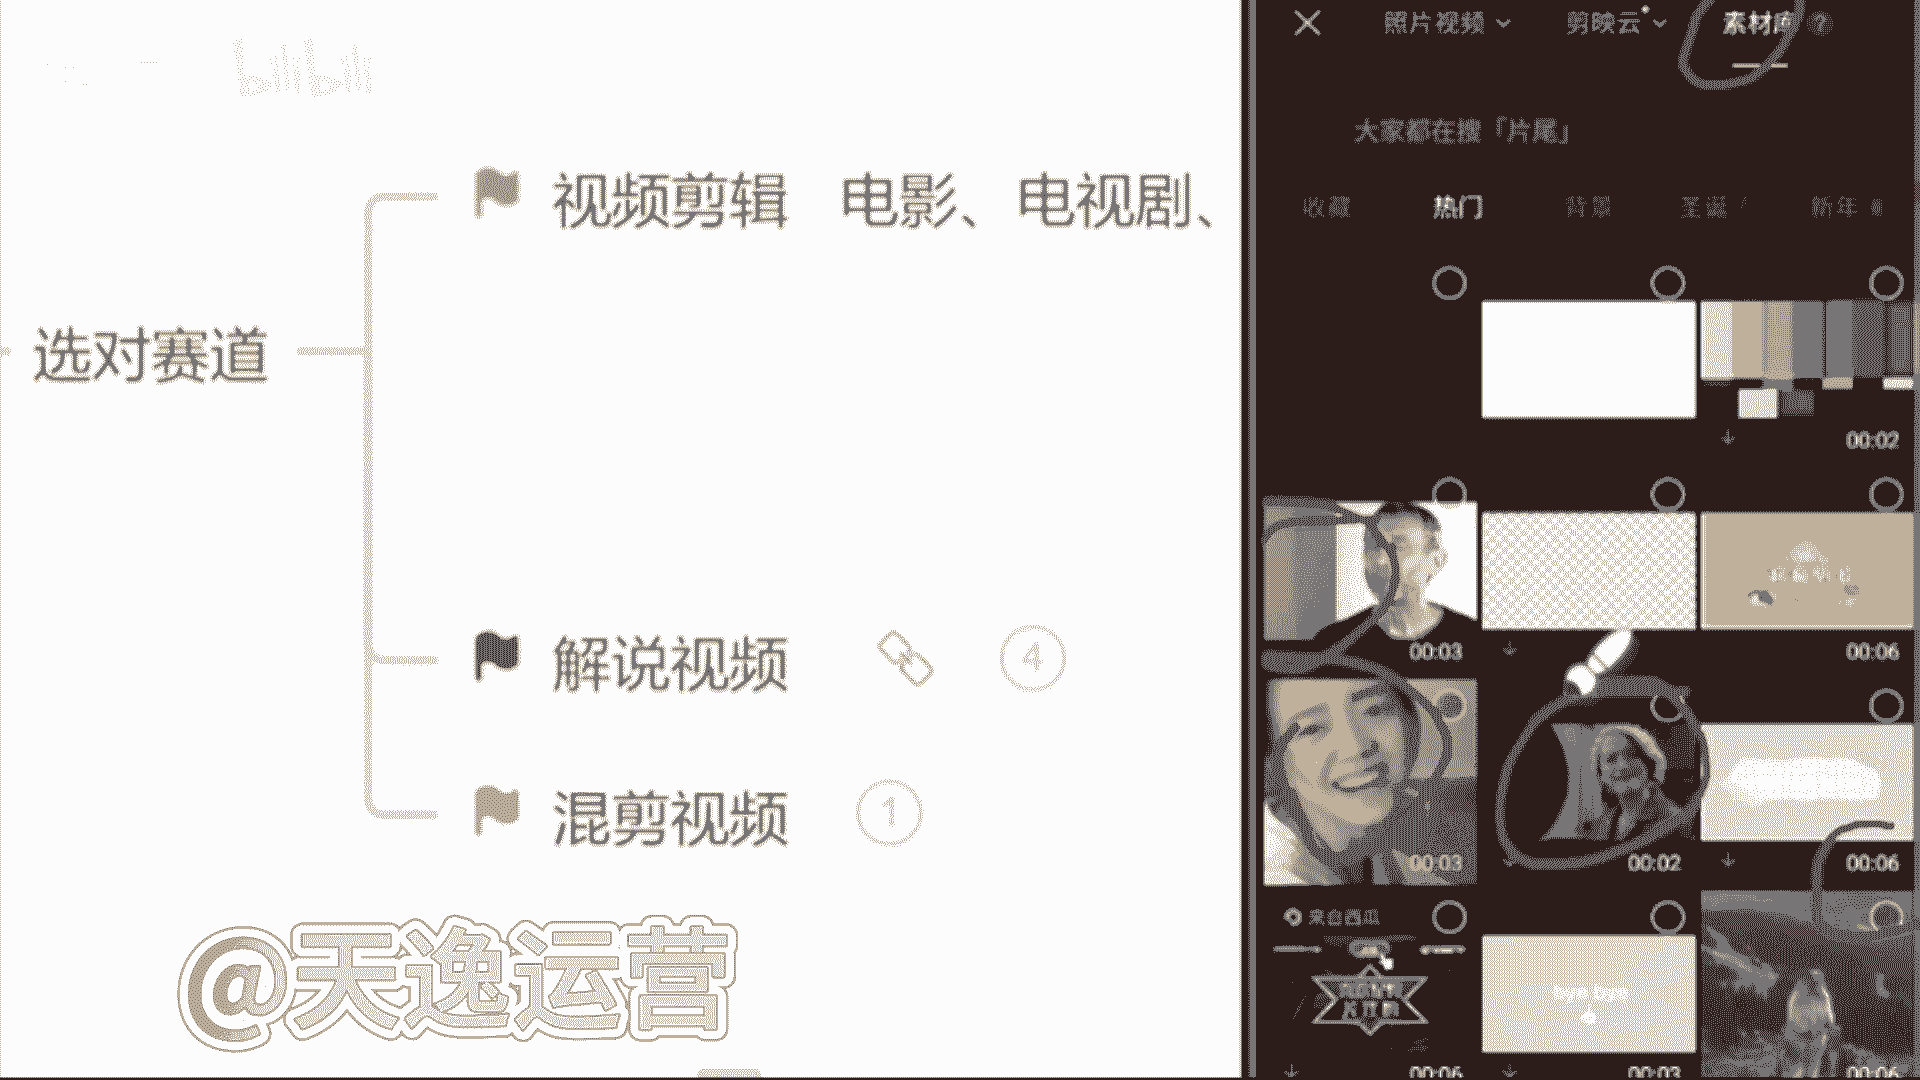 bilibili
视频剪辑 电影、电视剧、
选对赛道
解说视频 4
混剪视频 1
@天逸运营
照片视频 剪映云 素材库 ?
大家都在搜「片尾」
收藏 热门 背景 圣诞 新年
00:02
00:03 00:06
00:03 00:02 00:06
来自西瓜
bye bye
00:06 00:03 00:06